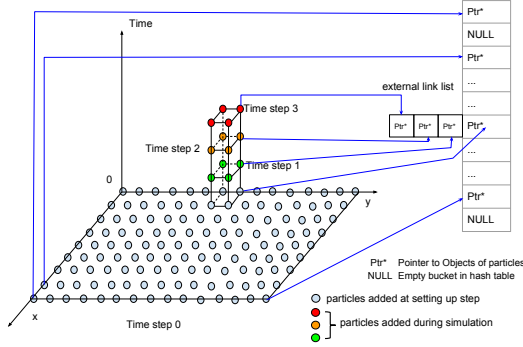 Time
Ptr*
NULL
Ptr*
...
...
external link list
Time step 3
Ptr* Ptr* Ptr*
Ptr*
Time step 2
Time step 1
...
...
0
y
Ptr*
NULL
Ptr* Pointer to Objects of particles
NULL Empty bucket in hash table
x
Time step 0
particles added at setting up step
particles added during simulation